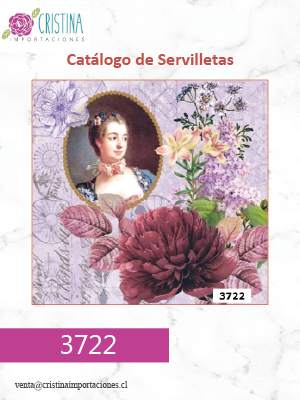 CRISTINA
IMPORTACIONES
Catálogo de Servilletas
3722
3722
venta@cristinaimportaciones.cl